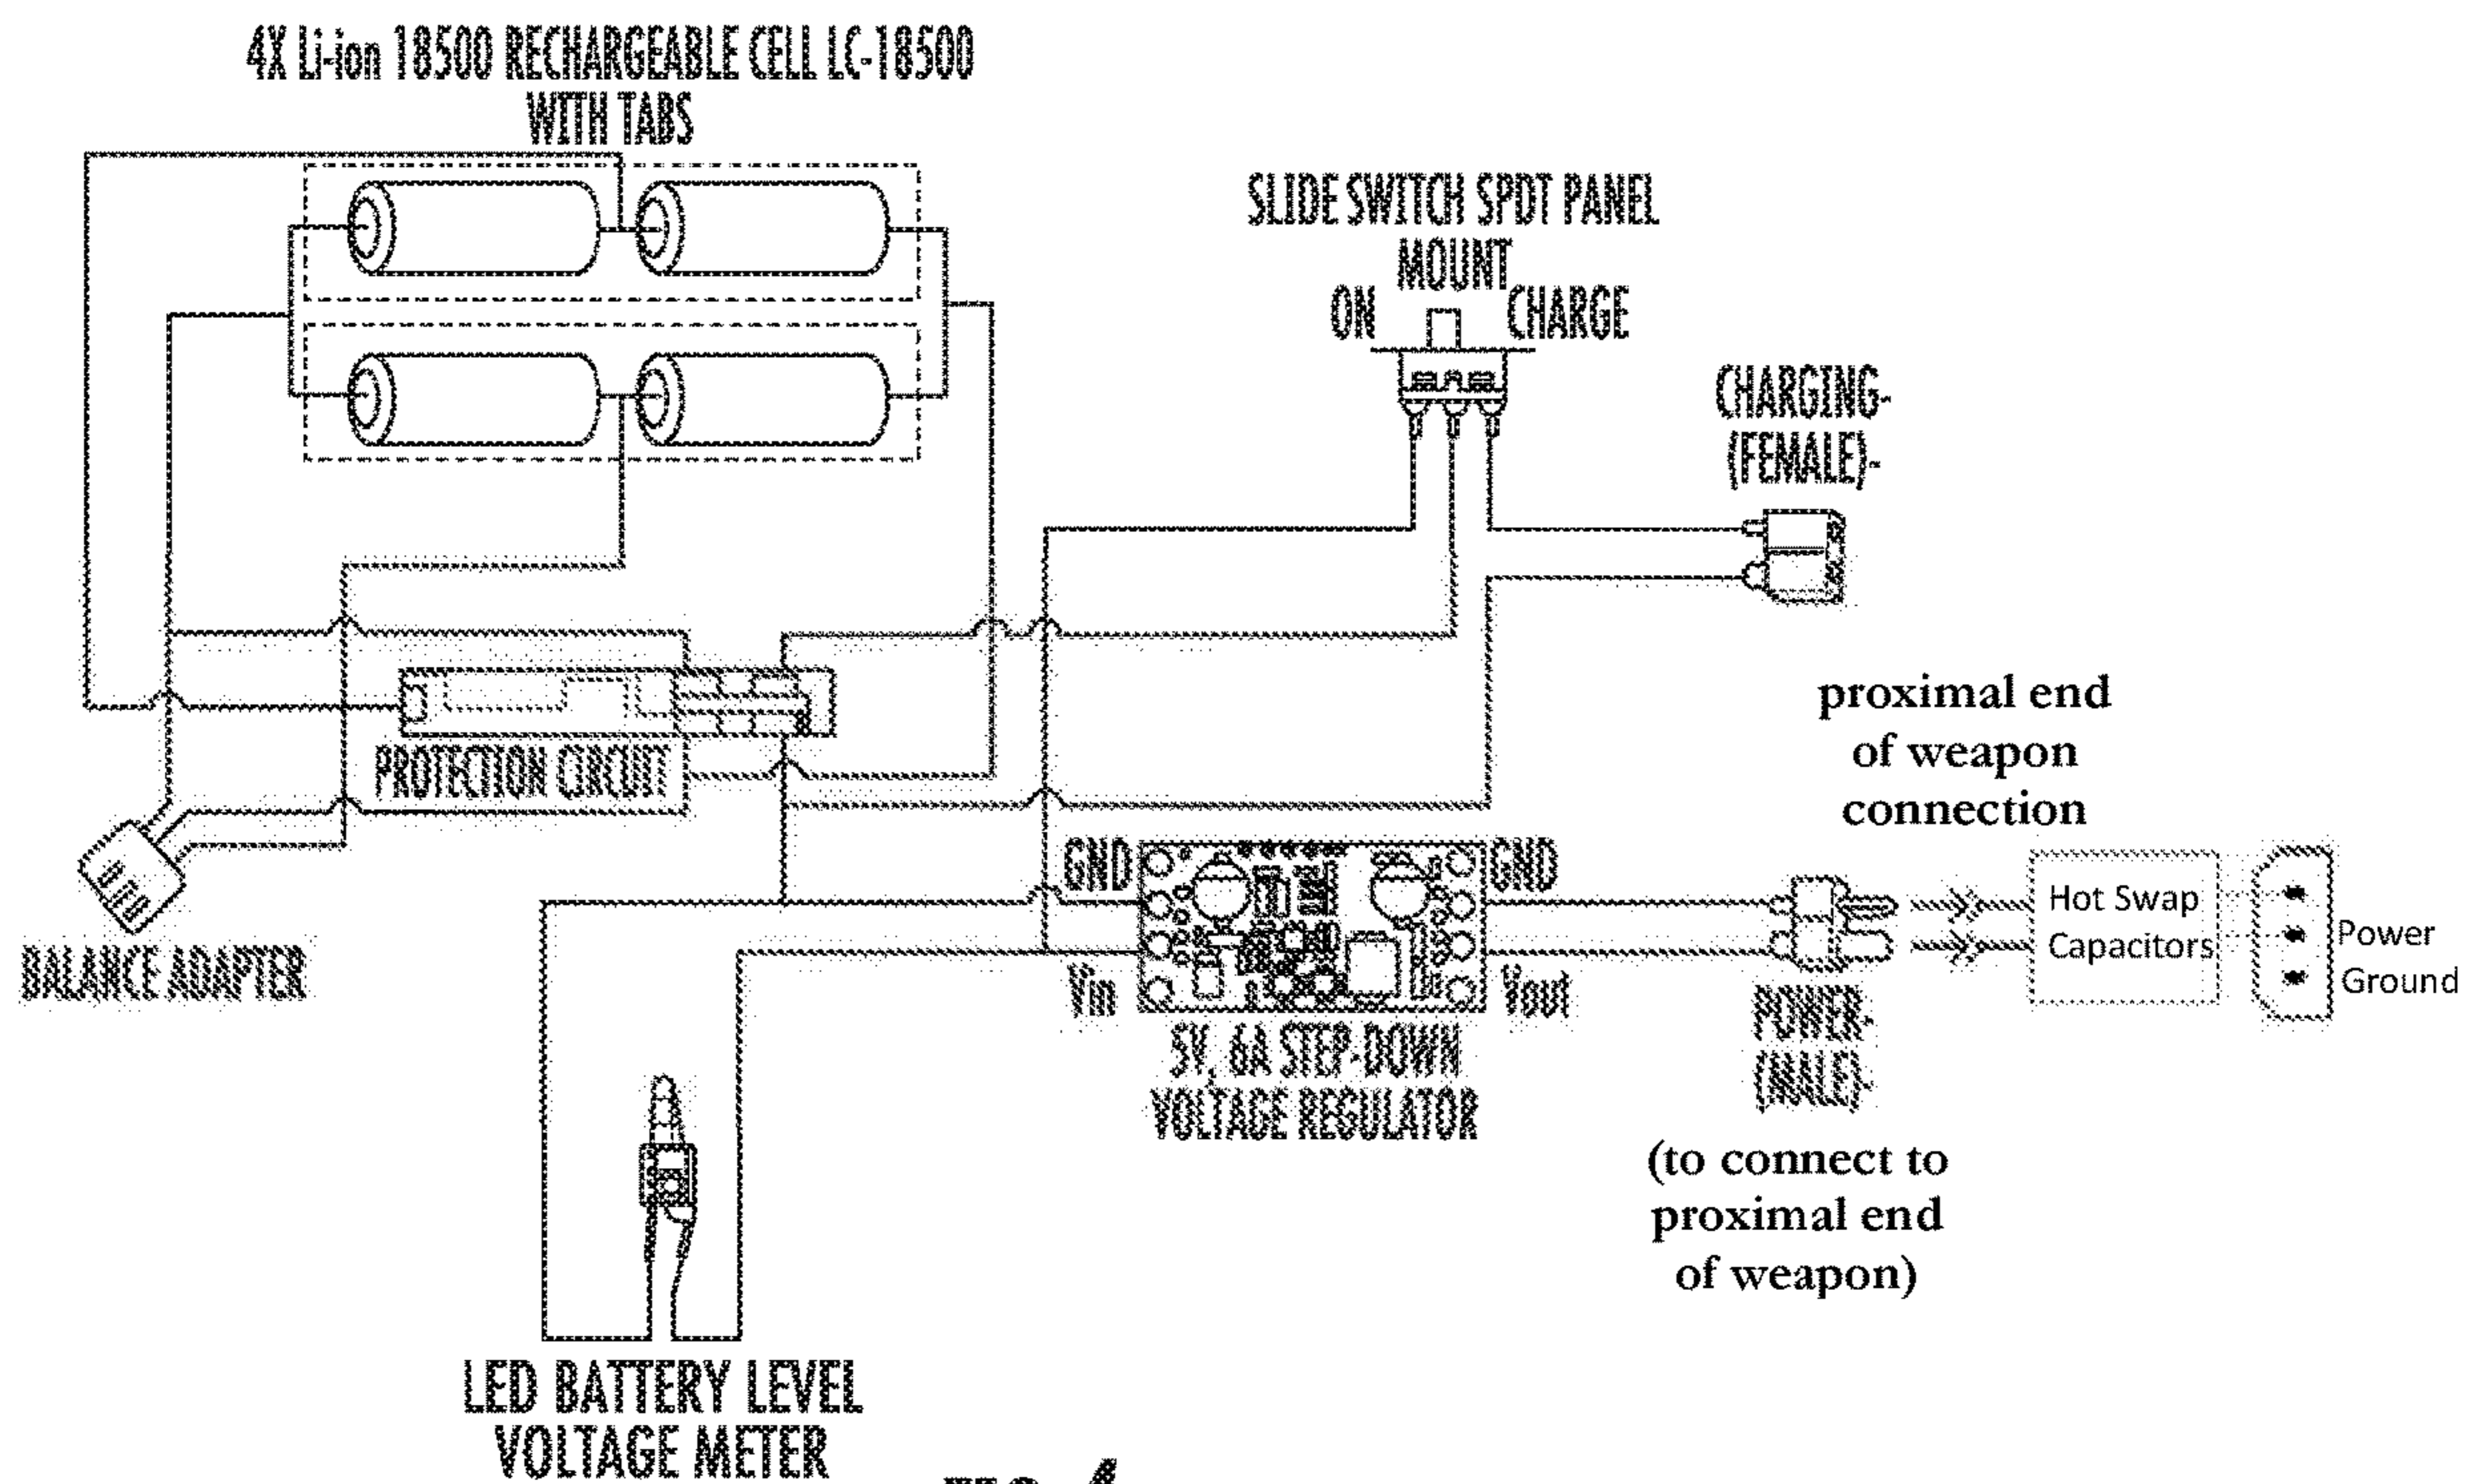 4X Li-ion 18500 RECHARGEABLE CELL LC-18500
WITH TABS
SLIDE SWITCH SPDT PANEL
MOUNT
ON
CHARGE
CHARGING-
(FEMALE)-
proximal end
of weapon
connection
PROTECTION CIRCUIT
BALANCE ADAPTER
GND
GND
Vin
Vout
5V, 6A STEP-DOWN
VOLTAGE REGULATOR
Hot Swap
Capacitors
Power
Ground
POWER-
(MALE)-
(to connect to
proximal end
of weapon)
LED BATTERY LEVEL
VOLTAGE METER